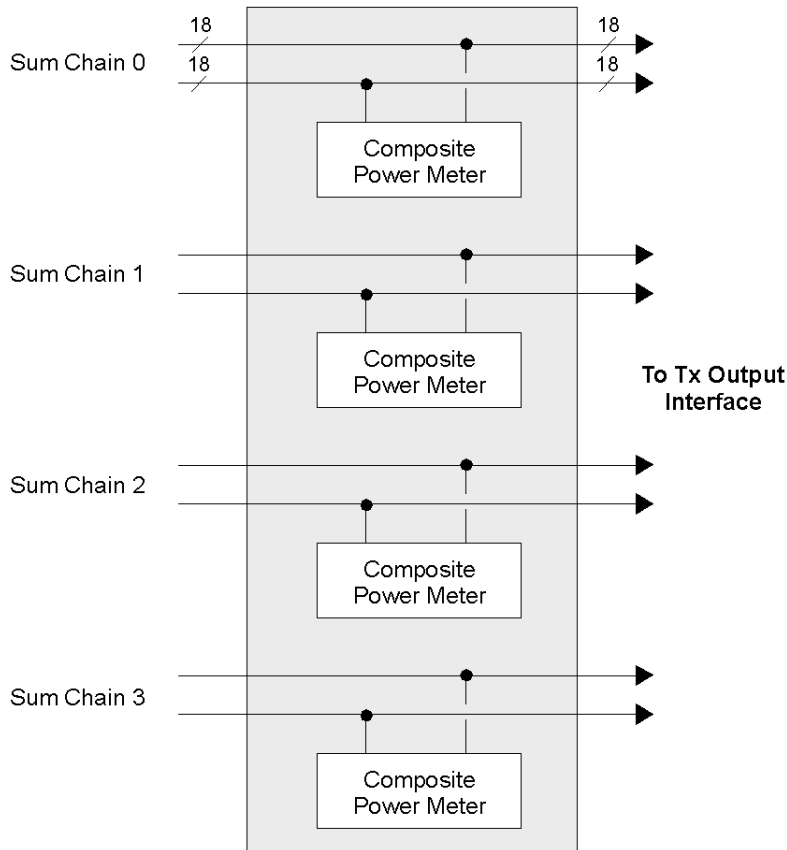 18
18
Sum Chain 0
18
18
Composite
Power Meter
Sum Chain 1
Composite
Power Meter
To Tx Output
Interface
Sum Chain 2
Composite
Power Meter
Sum Chain 3
Composite
Power Meter